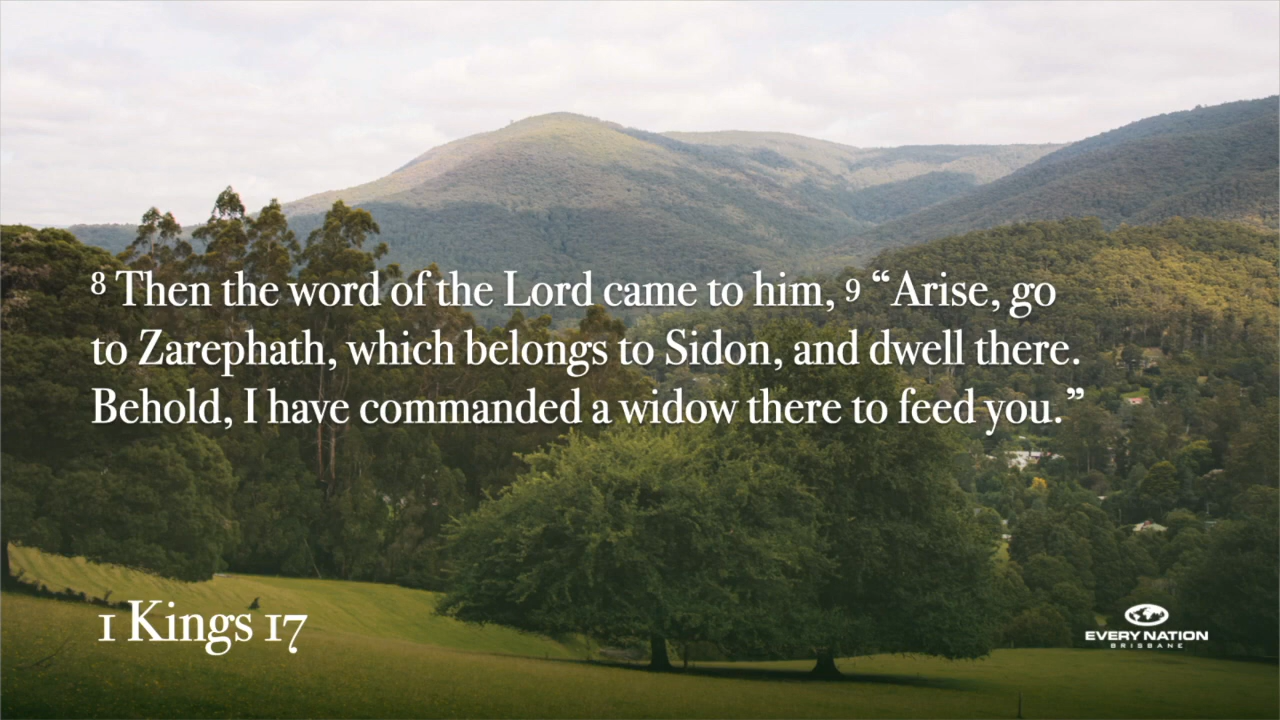 8 Then the word of the Lord came to him, 9 “Arise, go
to Zarephath, which belongs to Sidon, and dwell there.
Behold, I have commanded a widow there to feed you.”
1 Kings 17
EVERY NATION
BRISBANE